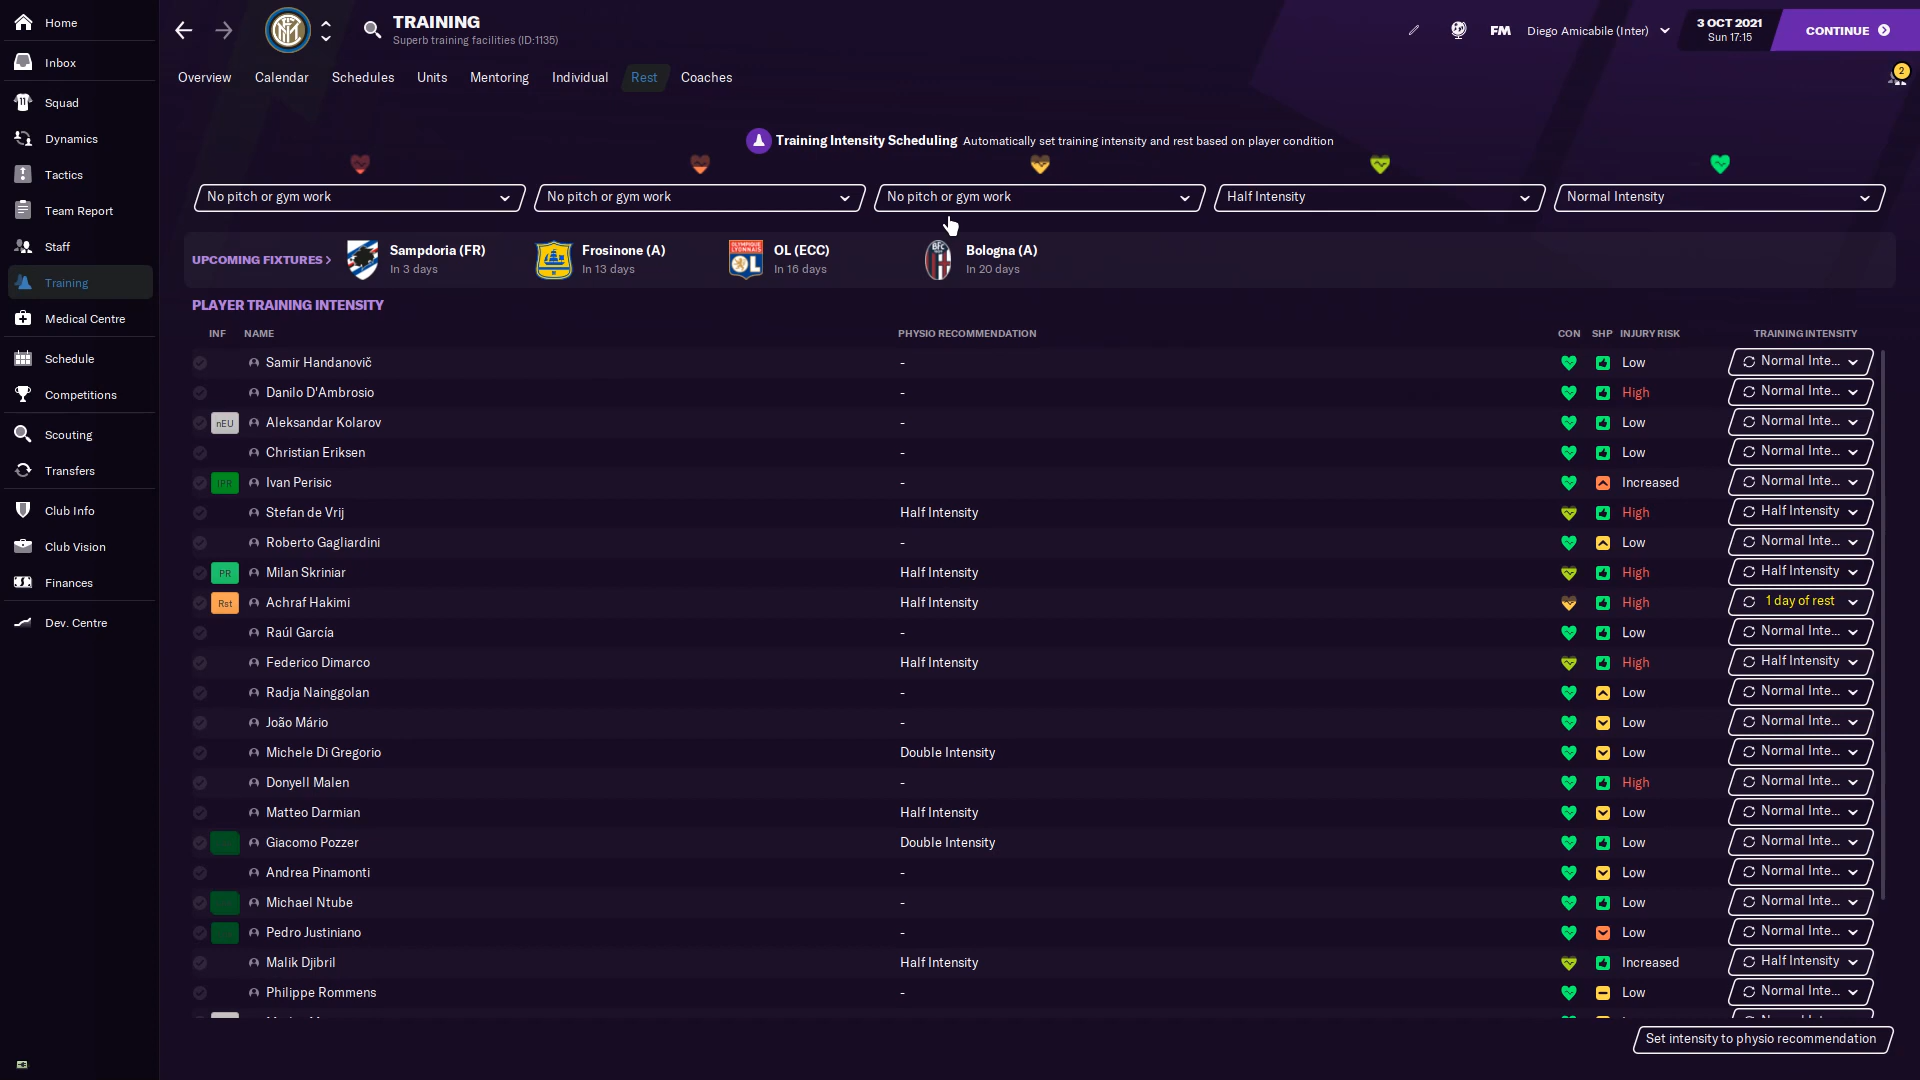 Home
Inbox
Squad
Dynamics
Tactics
Team Report
Staff
Training
Medical Centre
Schedule
Competitions
Scouting
Transfers
Club Info
Club Vision
Finances
Dev. Centre
TRAINING
Superb training facilities (ID:1135)
FM
Diego Amicabile (Inter)
3 OCT 2021
Sun 17:15
CONTINUE
2
Overview Calendar Schedules Units Mentoring Individual Rest Coaches
Training Intensity Scheduling Automatically set training intensity and rest based on player condition
No pitch or gym work No pitch or gym work No pitch or gym work Half Intensity Normal Intensity
UPCOMING FIXTURES >
Sampdoria (FR)
In 3 days
Frosinone (A)
In 13 days
OL (ECC)
In 16 days
Bologna (A)
In 20 days
PLAYER TRAINING INTENSITY
INF NAME PHYSIO RECOMMENDATION CON SHP INJURY RISK TRAINING INTENSITY
Samir Handanovič - Low Normal Inte...
Danilo D'Ambrosio - High Normal Inte...
nEU Aleksandar Kolarov - Low Normal Inte...
Christian Eriksen - Low Normal Inte...
IPR Ivan Perisic - Increased Normal Inte...
Stefan de Vrij Half Intensity High Half Intensity
Roberto Gagliardini - Low Normal Inte...
PR Milan Skriniar Half Intensity High Half Intensity
Rst Achraf Hakimi Half Intensity High 1 day of rest
Raúl García - Low Normal Inte...
Federico Dimarco Half Intensity High Half Intensity
Radja Nainggolan - Low Normal Inte...
João Mário - Low Normal Inte...
Michele Di Gregorio Double Intensity Low Normal Inte...
Donyell Malen - High Normal Inte...
Matteo Darmian Half Intensity Low Normal Inte...
Giacomo Pozzer Double Intensity Low Normal Inte...
Andrea Pinamonti - Low Normal Inte...
Michael Ntube - Low Normal Inte...
Pedro Justiniano - Low Normal Inte...
Malik Djibril Half Intensity Increased Half Intensity
Philippe Rommens - Low Normal Inte...
Set intensity to physio recommendation